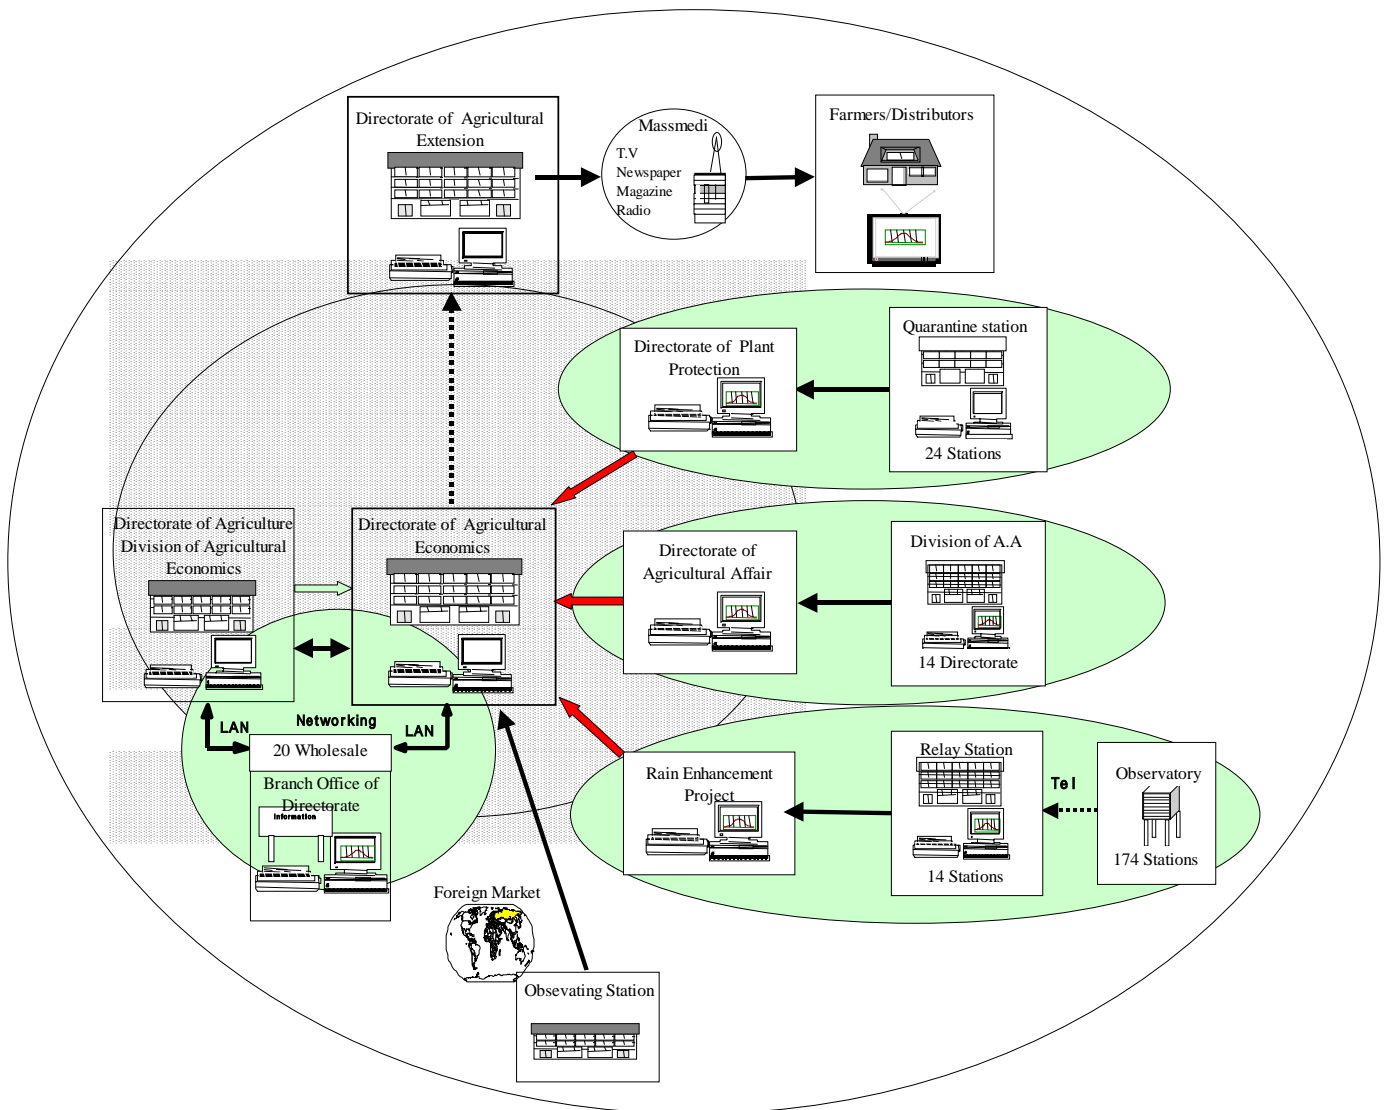 Directorate of Agricultural
Extension
Massmedi
T.V
Newspaper
Magazine
Radio
Farmers/Distributors
Directorate of Plant
Protection
Quarantine station
24 Stations
Directorate of Agriculture
Division of Agricultural
Economics
Directorate of Agricultural
Economics
Directorate of
Agricultural Affair
Division of A.A
14 Directorate
LAN
Networking
LAN
20 Wholesale
Branch Office of
Directorate
Information
Rain Enhancement
Project
Relay Station
14 Stations
Tel
Observatory
174 Stations
Foreign Market
Obsevating Station